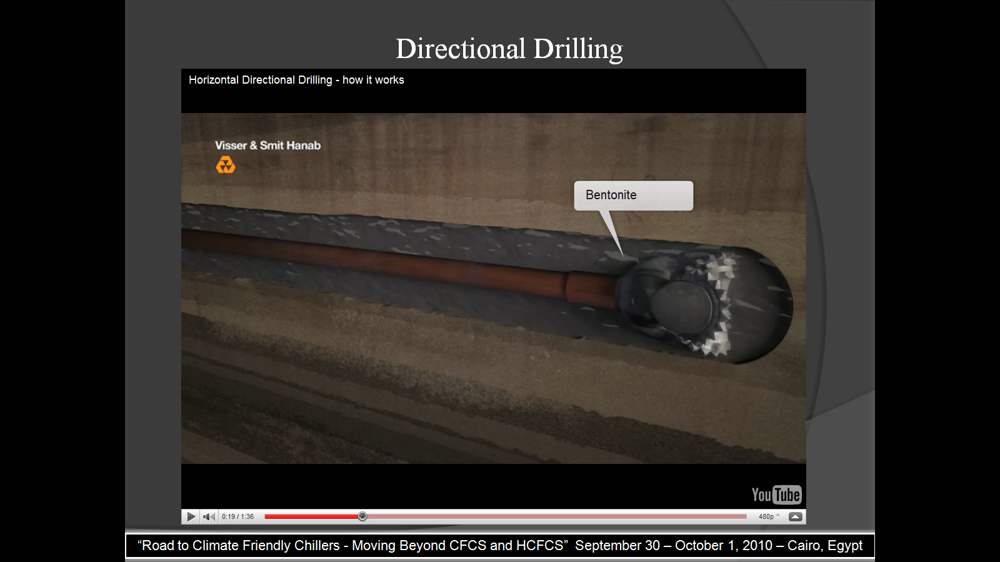 Directional Drilling
Horizontal Directional Drilling - how it works
Visser & Smit Hanab
Bentonite
YouTube
0:19 / 1:36
480p
“Road to Climate Friendly Chillers - Moving Beyond CFCS and HCFCS”  September 30 – October 1, 2010 – Cairo, Egypt